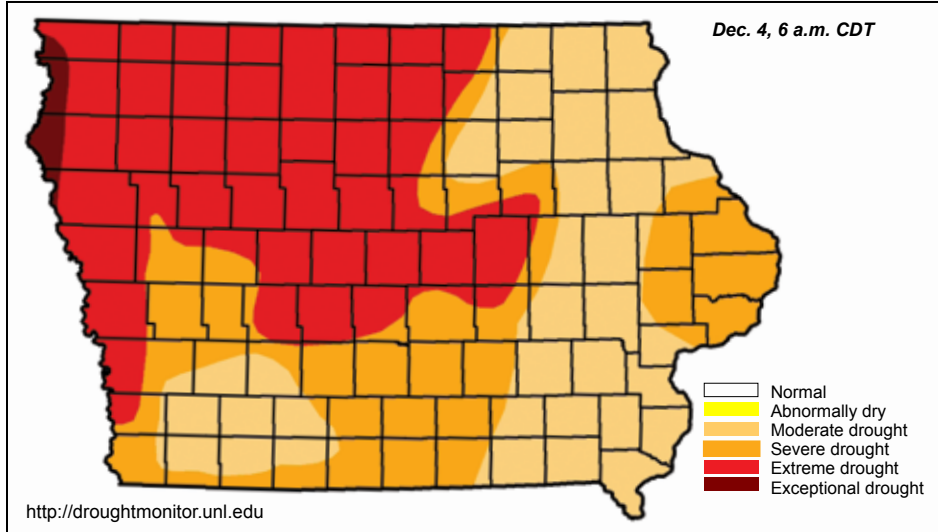 Dec. 4, 6 a.m. CDT
Normal
Abnormally dry
Moderate drought
Severe drought
Extreme drought
Exceptional drought
http://droughtmonitor.unl.edu